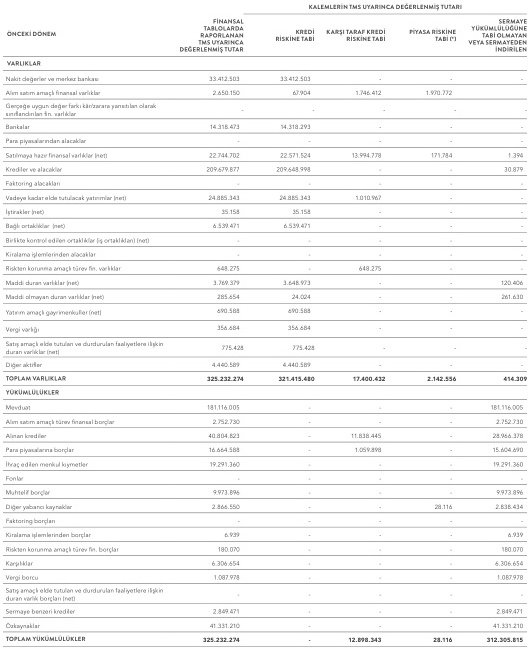 KALEMLERİN TMS UYARINCA DEĞERLENMİŞ TUTARI
ÖNCEKİ DÖNEM | FİNANSAL TABLOLARDA RAPORLANAN TMS UYARINCA DEĞERLENMİŞ TUTAR | KREDİ RİSKİNE TABİ | KARŞI TARAF KREDİ RİSKİNE TABİ | PİYASA RİSKİNE TABİ (*) | SERMAYE YÜKÜMLÜLÜĞÜNE TABİ OLMAYAN VEYA SERMAYEDEN İNDİRİLEN
VARLIKLAR
Nakit değerler ve merkez bankası 33.412.503 33.412.503 - - -
Alım satım amaçlı finansal varlıklar 2.650.150 67.904 1.746.412 1.970.772 -
Gerçeğe uygun değer farkı kâr/zarara yansıtılan olarak
sınıflandırılan fin. varlıklar - - - - -
Bankalar 14.318.473 14.318.293 - - -
Para piyasalarından alacaklar - - - - -
Satılmaya hazır finansal varlıklar (net) 22.744.702 22.571.524 13.994.778 171.784 1.394
Krediler ve alacaklar 209.679.877 209.648.998 - - 30.879
Faktoring alacakları - - - - -
Vadeye kadar elde tutulacak yatırımlar (net) 24.885.343 24.885.343 1.010.967 - -
İştirakler (net) 35.158 35.158 - - -
Bağlı ortaklıklar (net) 6.539.471 6.539.471 - - -
Birlikte kontrol edilen ortaklıklar (iş ortaklıkları) (net) - - - - -
Kiralama işlemlerinden alacaklar - - - - -
Riskten korunma amaçlı türev fin. varlıklar 648.275 - 648.275 - -
Maddi duran varlıklar (net) 3.769.379 3.648.973 - - 120.406
Maddi olmayan duran varlıklar (net) 285.654 24.024 - - 261.630
Yatırım amaçlı gayrimenkuller (net) 690.588 690.588 - - -
Vergi varlığı 356.684 356.684 - - -
Satış amaçlı elde tutulan ve durdurulan faaliyetlere ilişkin
duran varlıklar (net) 775.428 775.428 - - -
Diğer aktifler 4.440.589 4.440.589 - - -
TOPLAM VARLIKLAR 325.232.274 321.415.480 17.400.432 2.142.556 414.309
YÜKÜMLÜLÜKLER
Mevduat 181.116.005 - - - 181.116.005
Alım satım amaçlı türev finansal borçlar 2.752.730 - - - 2.752.730
Alınan krediler 40.804.823 - 11.838.445 - 28.966.378
Para piyasalarına borçlar 16.664.588 - 1.059.898 - 15.604.690
İhraç edilen menkul kıymetler 19.291.360 - - - 19.291.360
Fonlar - - - - -
Muhtelif borçlar 9.973.896 - - - 9.973.896
Diğer yabancı kaynaklar 2.866.550 - - 28.116 2.838.434
Faktoring borçları - - - - -
Kiralama işlemlerinden borçlar 6.939 - - - 6.939
Riskten korunma amaçlı türev fin. borçlar 180.070 - - - 180.070
Karşılıklar 6.306.654 - - - 6.306.654
Vergi borcu 1.087.978 - - - 1.087.978
Satış amaçlı elde tutulan ve durdurulan faaliyetlere ilişkin
duran varlık borçları (net) - - - - -
Sermaye benzeri krediler 2.849.471 - - - 2.849.471
Özkaynaklar 41.331.210 - - - 41.331.210
TOPLAM YÜKÜMLÜLÜKLER 325.232.274 - 12.898.343 28.116 312.305.815